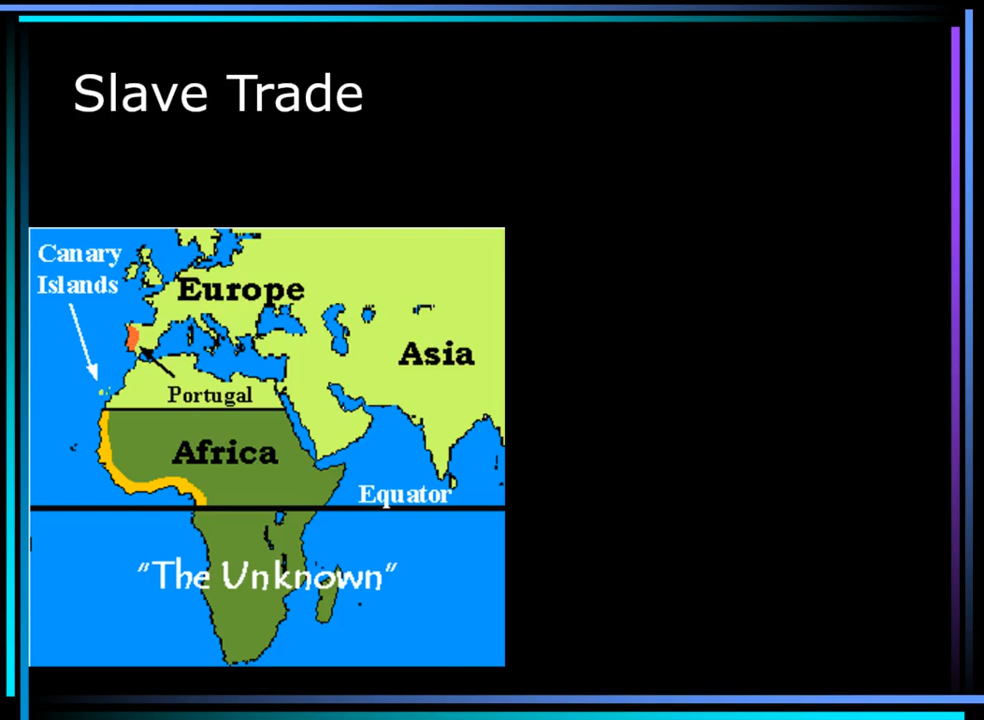 Slave Trade
Canary
Islands
Europe
Asia
Portugal
Africa
Equator
"The Unknown"